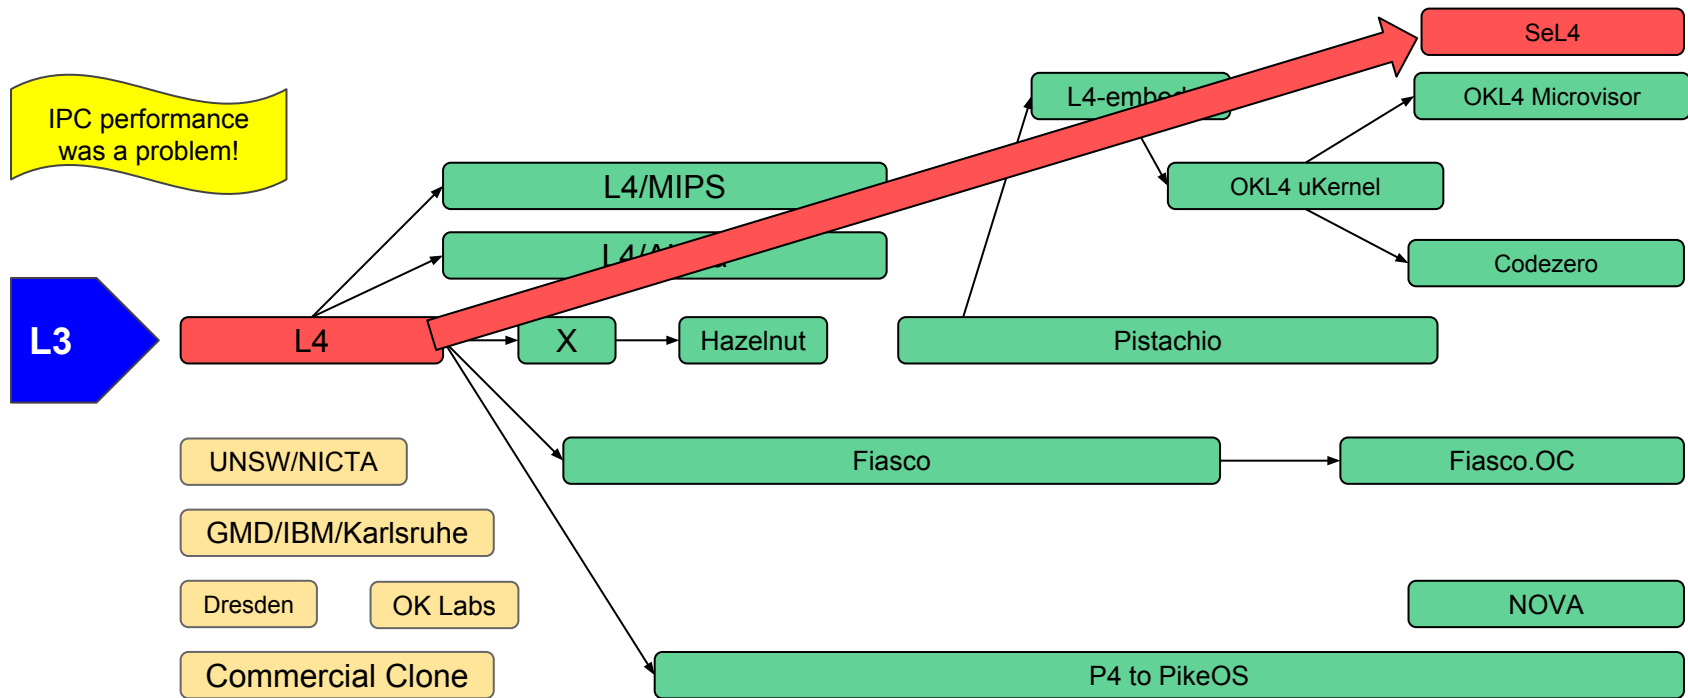 SeL4
IPC performance
was a problem!
OKL4 Microvisor
L4/MIPS
OKL4 uKernel
Codezero
L3
L4
X
Hazelnut
Pistachio
UNSW/NICTA
Fiasco
Fiasco.OC
GMD/IBM/Karlsruhe
Dresden
OK Labs
NOVA
Commercial Clone
P4 to PikeOS